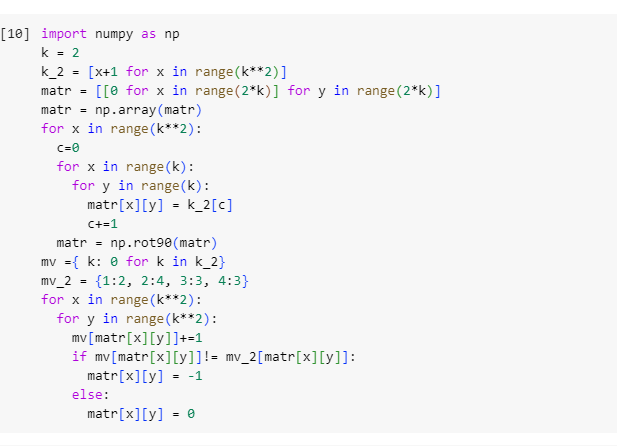 [10] import numpy as np
k = 2
k_2 = [x+1 for x in range(k**2)]
matr = [[0 for x in range(2*k)] for y in range(2*k)]
matr = np.array(matr)
for x in range(k**2):
  c=0
  for x in range(k):
    for y in range(k):
      matr[x][y] = k_2[c]
      c+=1
  matr = np.rot90(matr)
mv ={ k: 0 for k in k_2}
mv_2 = {1:2, 2:4, 3:3, 4:3}
for x in range(k**2):
  for y in range(k**2):
    mv[matr[x][y]]+=1
    if mv[matr[x][y]]!= mv_2[matr[x][y]]:
      matr[x][y] = -1
    else:
      matr[x][y] = 0